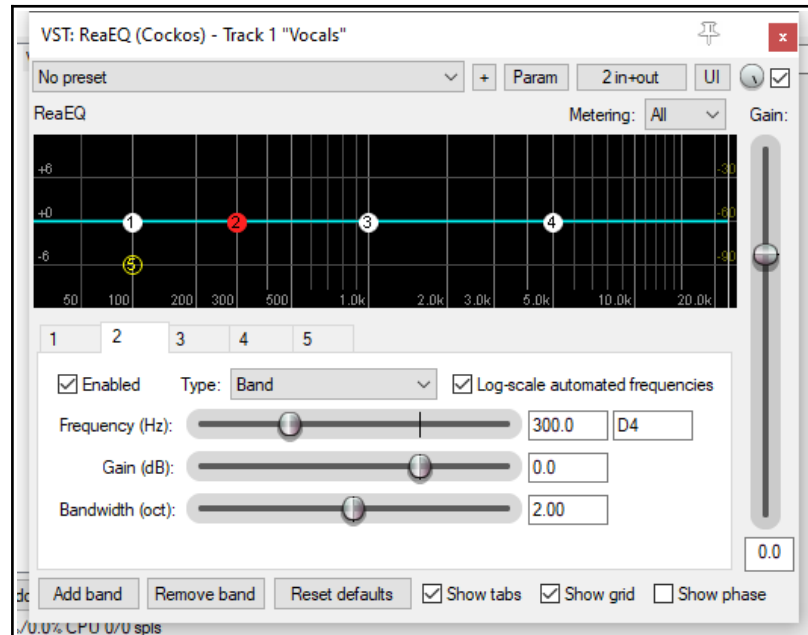 VST: ReaEQ (Cockos) - Track 1 "Vocals"
x
No preset + Param 2 in+out UI
ReaEQ Metering: All Gain:
+6 -30
+0 1 2 3 4 -60
-6 5 -90
50 100 200 300 500 1.0k 2.0k 3.0k 5.0k 10.0k 20.0k
1 2 3 4 5
Enabled Type: Band Log-scale automated frequencies
Frequency (Hz): 300.0 D4
Gain (dB): 0.0
Bandwidth (oct): 2.00
0.0
Add band Remove band Reset defaults Show tabs Show grid Show phase
/0.0% CPU 0/0 spls